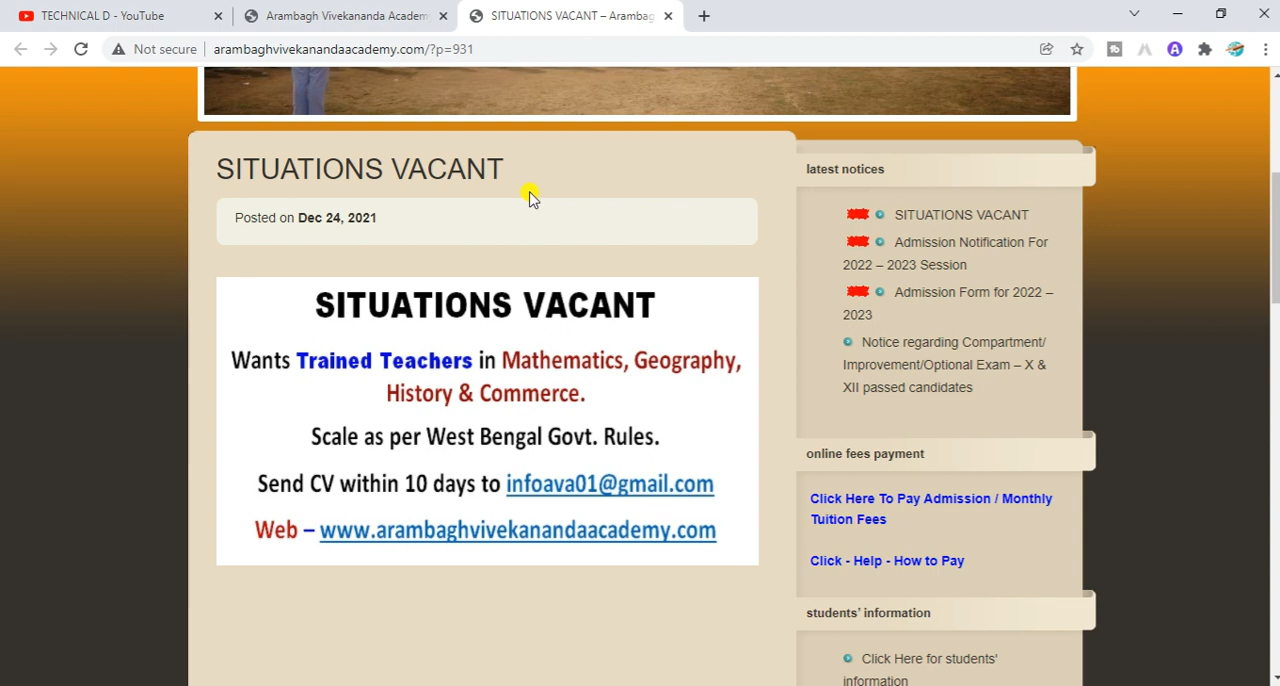 TECHNICAL D - YouTube
Arambagh Vivekananda Academ
SITUATIONS VACANT – Arambag
Not secure
arambaghvivekanandaacademy.com/?p=931
SITUATIONS VACANT
Posted on Dec 24, 2021
SITUATIONS VACANT
Wants Trained Teachers in Mathematics, Geography,
History & Commerce.
Scale as per West Bengal Govt. Rules.
Send CV within 10 days to infoava01@gmail.com
Web – www.arambaghvivekanandaacademy.com
latest notices
SITUATIONS VACANT
Admission Notification For
2022 – 2023 Session
Admission Form for 2022 –
2023
Notice regarding Compartment/
Improvement/Optional Exam – X &
XII passed candidates
online fees payment
Click Here To Pay Admission / Monthly
Tuition Fees
Click - Help - How to Pay
students' information
Click Here for students'
information